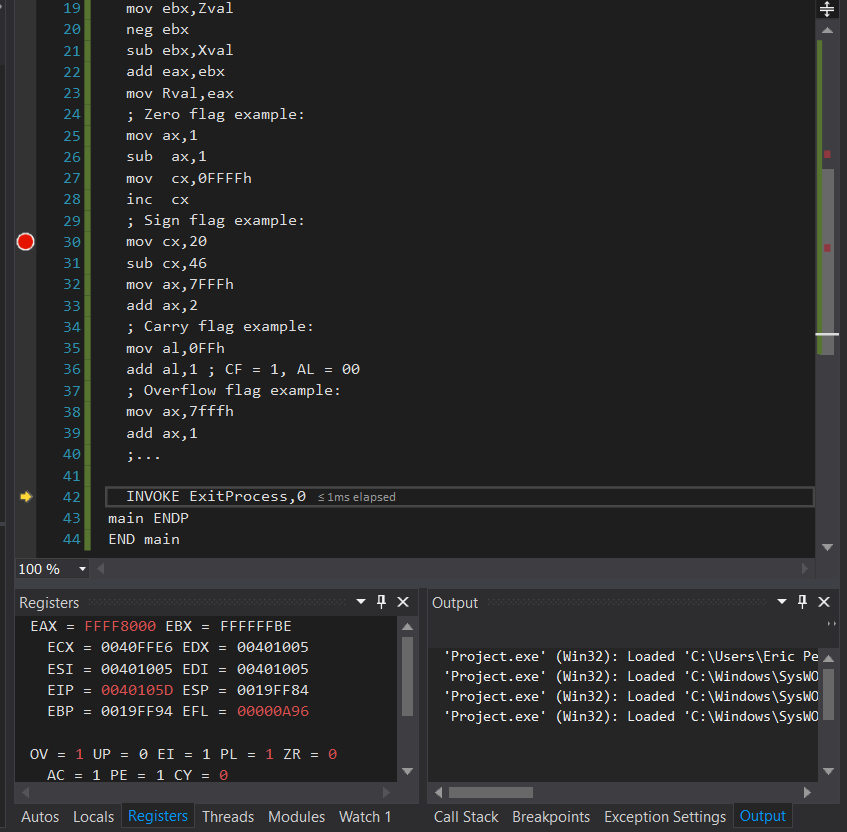 19 mov ebx,Zval
20 neg ebx
21 sub ebx,Xval
22 add eax,ebx
23 mov Rval,eax
24 ; Zero flag example:
25 mov ax,1
26 sub  ax,1
27 mov  cx,0FFFFh
28 inc  cx
29 ; Sign flag example:
30 mov cx,20
31 sub cx,46
32 mov ax,7FFFh
33 add ax,2
34 ; Carry flag example:
35 mov al,0FFh
36 add al,1 ; CF = 1, AL = 00
37 ; Overflow flag example:
38 mov ax,7fffh
39 add ax,1
40 ;...
41
42 INVOKE ExitProcess,0 ≤1ms elapsed
43 main ENDP
44 END main
100 %
Registers
EAX = FFFF8000 EBX = FFFFFFBE
ECX = 0040FFE6 EDX = 00401005
ESI = 00401005 EDI = 00401005
EIP = 0040105D ESP = 0019FF84
EBP = 0019FF94 EFL = 00000A96
OV = 1 UP = 0 EI = 1 PL = 1 ZR = 0
AC = 1 PE = 1 CY = 0
Autos Locals Registers Threads Modules Watch 1
Output
'Project.exe' (Win32): Loaded 'C:\Users\Eric Pe
'Project.exe' (Win32): Loaded 'C:\Windows\SysWO
'Project.exe' (Win32): Loaded 'C:\Windows\SysWO
'Project.exe' (Win32): Loaded 'C:\Windows\SysWO
Call Stack Breakpoints Exception Settings Output